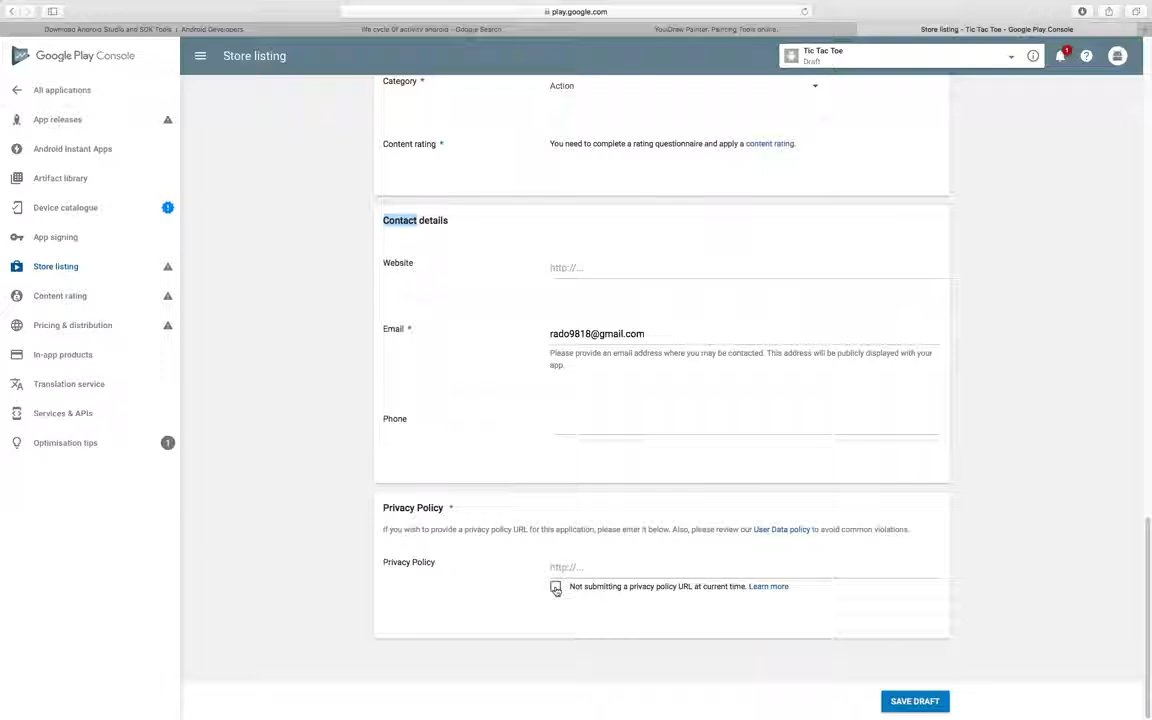 play.google.com
Download Android Studio and SDK Tools | Android Developers
life cycle of activity android - Google Search
YouiDraw Painter, Painting Tools online.
Store listing - Tic Tac Toe - Google Play Console
Google Play Console
Store listing
Tic Tac Toe
Draft
1
All applications
App releases
Android Instant Apps
Artifact library
Device catalogue
1
App signing
Store listing
Content rating
Pricing & distribution
In-app products
Translation service
Services & APIs
Optimisation tips
1
Category *
Action
Content rating *
You need to complete a rating questionnaire and apply a content rating.
Contact details
Website
http://...
Email *
rado9818@gmail.com
Please provide an email address where you may be contacted. This address will be publicly displayed with your
app.
Phone
Privacy Policy *
If you wish to provide a privacy policy URL for this application, please enter it below. Also, please review our User Data policy to avoid common violations.
Privacy Policy
http://...
Not submitting a privacy policy URL at current time. Learn more
SAVE DRAFT